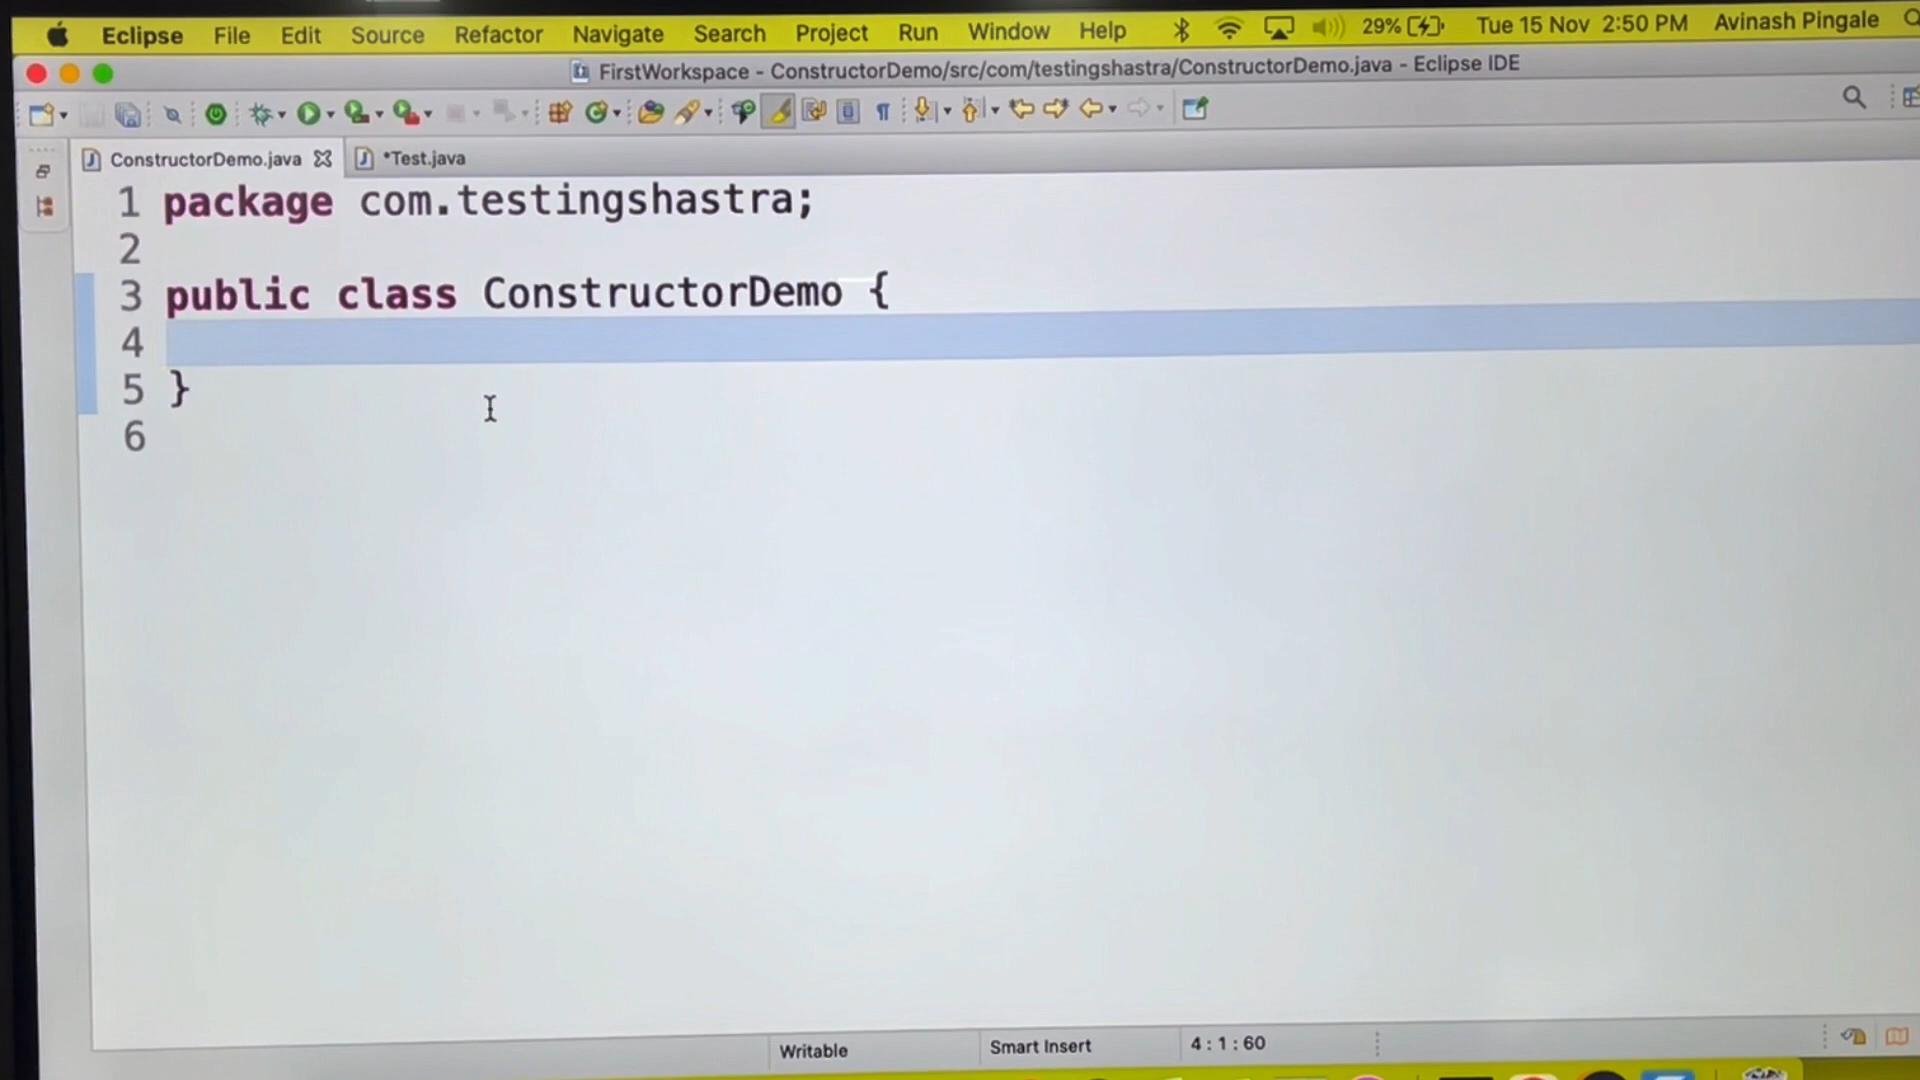 Eclipse File Edit Source Refactor Navigate Search Project Run Window Help 29% Tue 15 Nov 2:50 PM Avinash Pingale
FirstWorkspace - ConstructorDemo/src/com/testingshastra/ConstructorDemo.java - Eclipse IDE
ConstructorDemo.java *Test.java
1 package com.testingshastra;
2
3 public class ConstructorDemo {
4
5 }
6
Writable Smart Insert 4 : 1 : 60